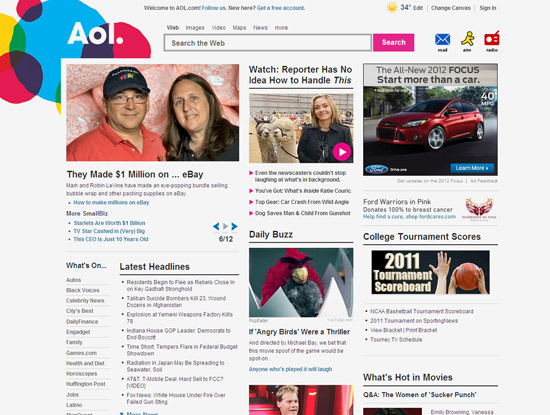 Welcome to AOL.com! Follow us. New here? Get a free account.
34° Edit | Change Canvas | Sign In
Aol.
Web Images Video Maps News more
Search the Web
Search
mail aim radio
They Made $1 Million on ... eBay
Mark and Robin LeVine have made an eye-popping bundle selling
bubble wrap and other packing supplies on eBay.
How to make millions on eBay
More SmallBiz
Starlets Are Worth $1 Billion
TV Star Cashed in (Very) Big
This CEO Is Just 10 Years Old
6/12
Watch: Reporter Has No
Idea How to Handle This
Even the newscasters couldn't stop
laughing at what's in background.
You've Got: What's Inside Katie Couric
Top Gear: Car Crash From Wild Angle
Dog Saves Man & Child From Gunshot
The All-New 2012 FOCUS
Start more than a car.
40
MPG
Ford Drive one.
Learn More
Get updates on the 2012 Focus | Ad Feedback
Ford Warriors in Pink
Donates 100% to breast cancer
Help find a cure, shop fordcares.com
WARRIORS IN PINK
What's On...
Autos
Black Voices
Celebrity News
City's Best
DailyFinance
Engadget
Family
Games.com
Health and Diet
Horoscopes
Huffington Post
Jobs
Latino
Latest Headlines
Residents Begin to Flee as Rebels Close In
on Key Gadhafi Stronghold
Taliban Suicide Bombers Kill 23, Wound
Dozens in Afghanistan
Explosion at Yemeni Weapons Factory Kills
78
Indiana House GOP Leader: Democrats to
End Boycott
Time Short, Tempers Flare in Federal Budget
Showdown
Radiation in Japan May Be Spreading to
Seawater, Soil
AT&T, T-Mobile Deal: Hard Sell to FCC?
[VIDEO]
Fox News: White House Under Fire Over
Failed Gun Sting
More News
Daily Buzz
PopEater
YouTube.com
If 'Angry Birds' Were a Thriller
And directed by Michael Bay, we bet that
this movie spoof of the game would be
spot-on.
Anyone who's played it will laugh
College Tournament Scores
2011
Tournament
Scoreboard
NCAA Basketball Tournament Scoreboard
2011 Tournament on SportingNews
View Bracket | Print Bracket
Tourney TV Schedule
What's Hot in Movies
Q&A: The Women of 'Sucker Punch'
Emily Browning, Vanessa